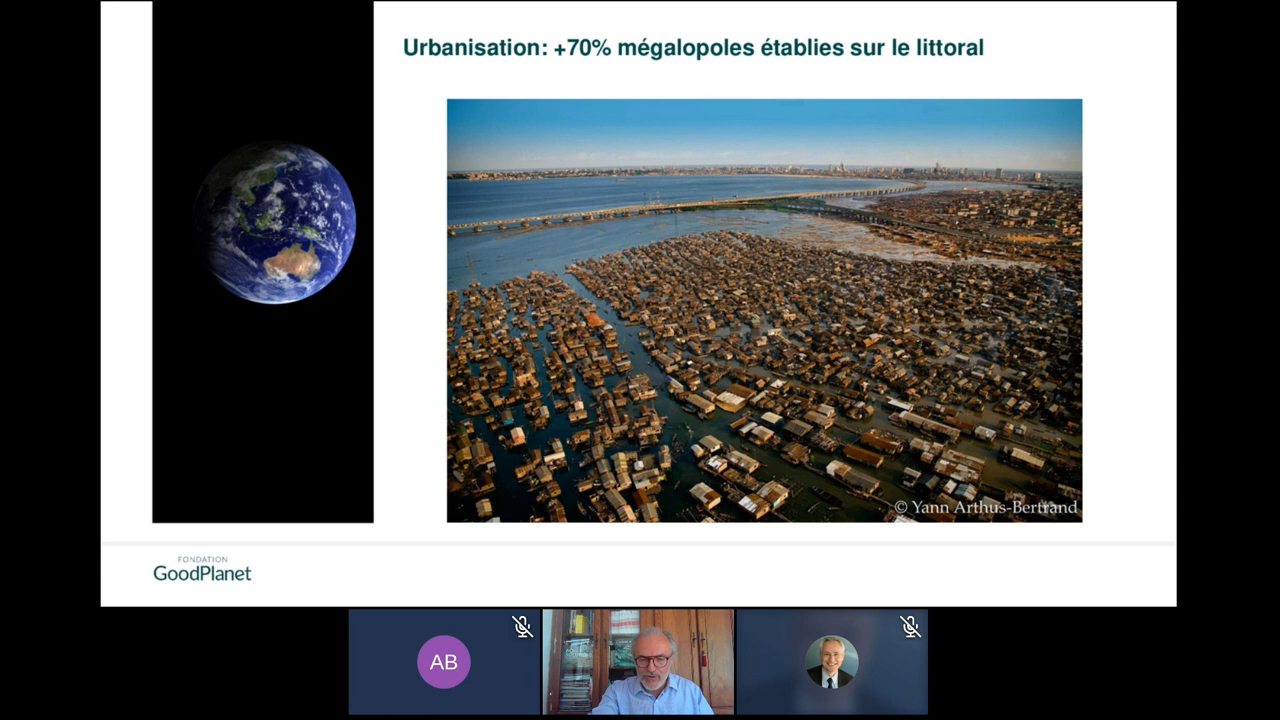 Urbanisation: +70% mégalopoles établies sur le littoral
© Yann Arthus-Bertrand
FONDATION
GoodPlanet
AB